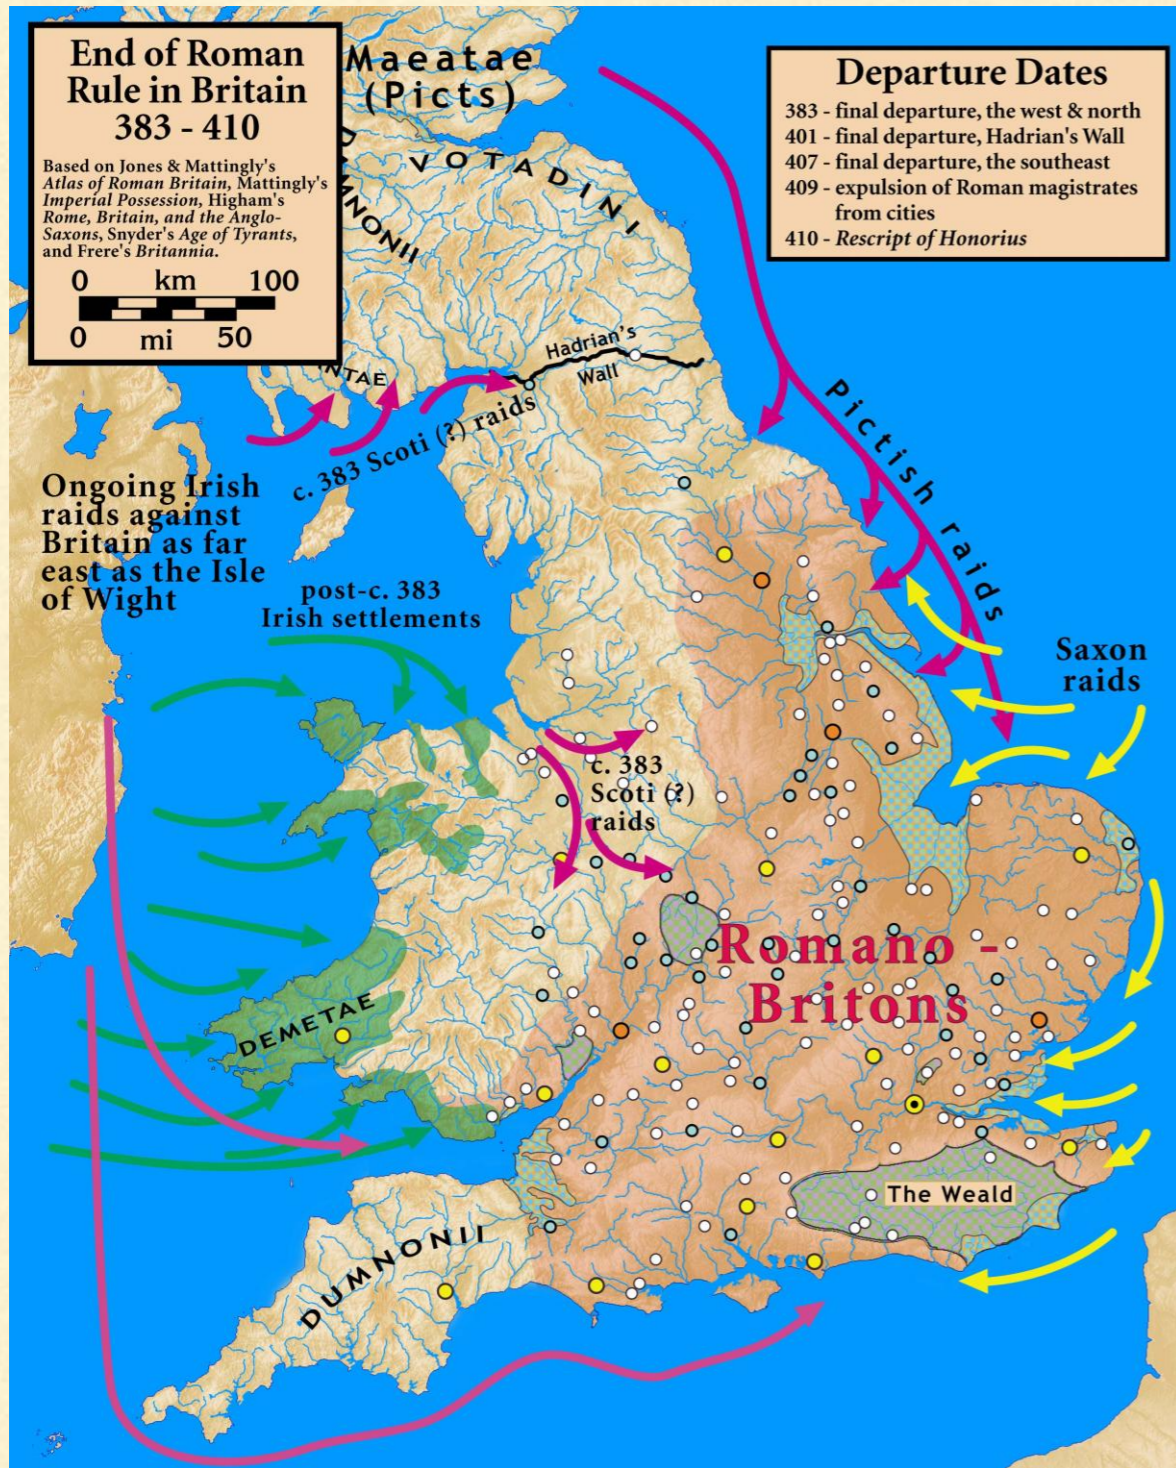 End of Roman
Rule in Britain
383 - 410
Based on Jones & Mattingly's
Atlas of Roman Britain, Mattingly's
Imperial Possession, Higham's
Rome, Britain, and the Anglo-
Saxons, Snyder's Age of Tyrants,
and Frere's Britannia.
0 km 100
0 mi 50
Maeatae
(Picts)
VOTADINI
Departure Dates
383 - final departure, the west & north
401 - final departure, Hadrian's Wall
407 - final departure, the southeast
409 - expulsion of Roman magistrates
from cities
410 - Rescript of Honorius
Hadrian's
Wall
c. 383 Scoti (?) raids
Pictish raids
Ongoing Irish
raids against
Britain as far
east as the Isle
of Wight
post-c. 383
Irish settlements
Saxon
raids
c. 383
Scoti (?)
raids
Romano -
Britons
DEMETAE
The Weald
DUMNONII